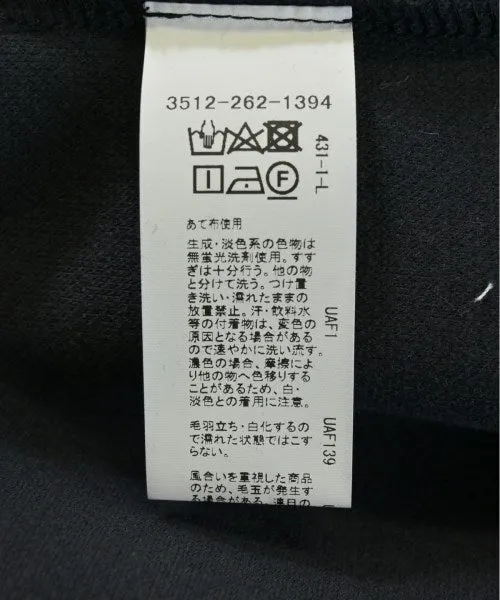 3512-262-1394
431-1-L
F
あて布使用
生成・淡色系の色物は
無蛍光洗剤使用。すす
ぎは十分行う。他の物
と分けて洗う。つけ置
き洗い・濡れたままの
放置禁止。汗・飲料水
等の付着物は、変色の
原因となる場合がある
ので速やかに洗い流す。
濃色の場合、摩擦によ
り他の物へ色移りする
ことがあるため、白・
淡色との着用に注意。
UAF1
毛羽立ち・白化するの
で濡れた状態ではこす
らない。
UAF139
風合いを重視した商品
のため、毛玉が発生す
る場合がある。連日の